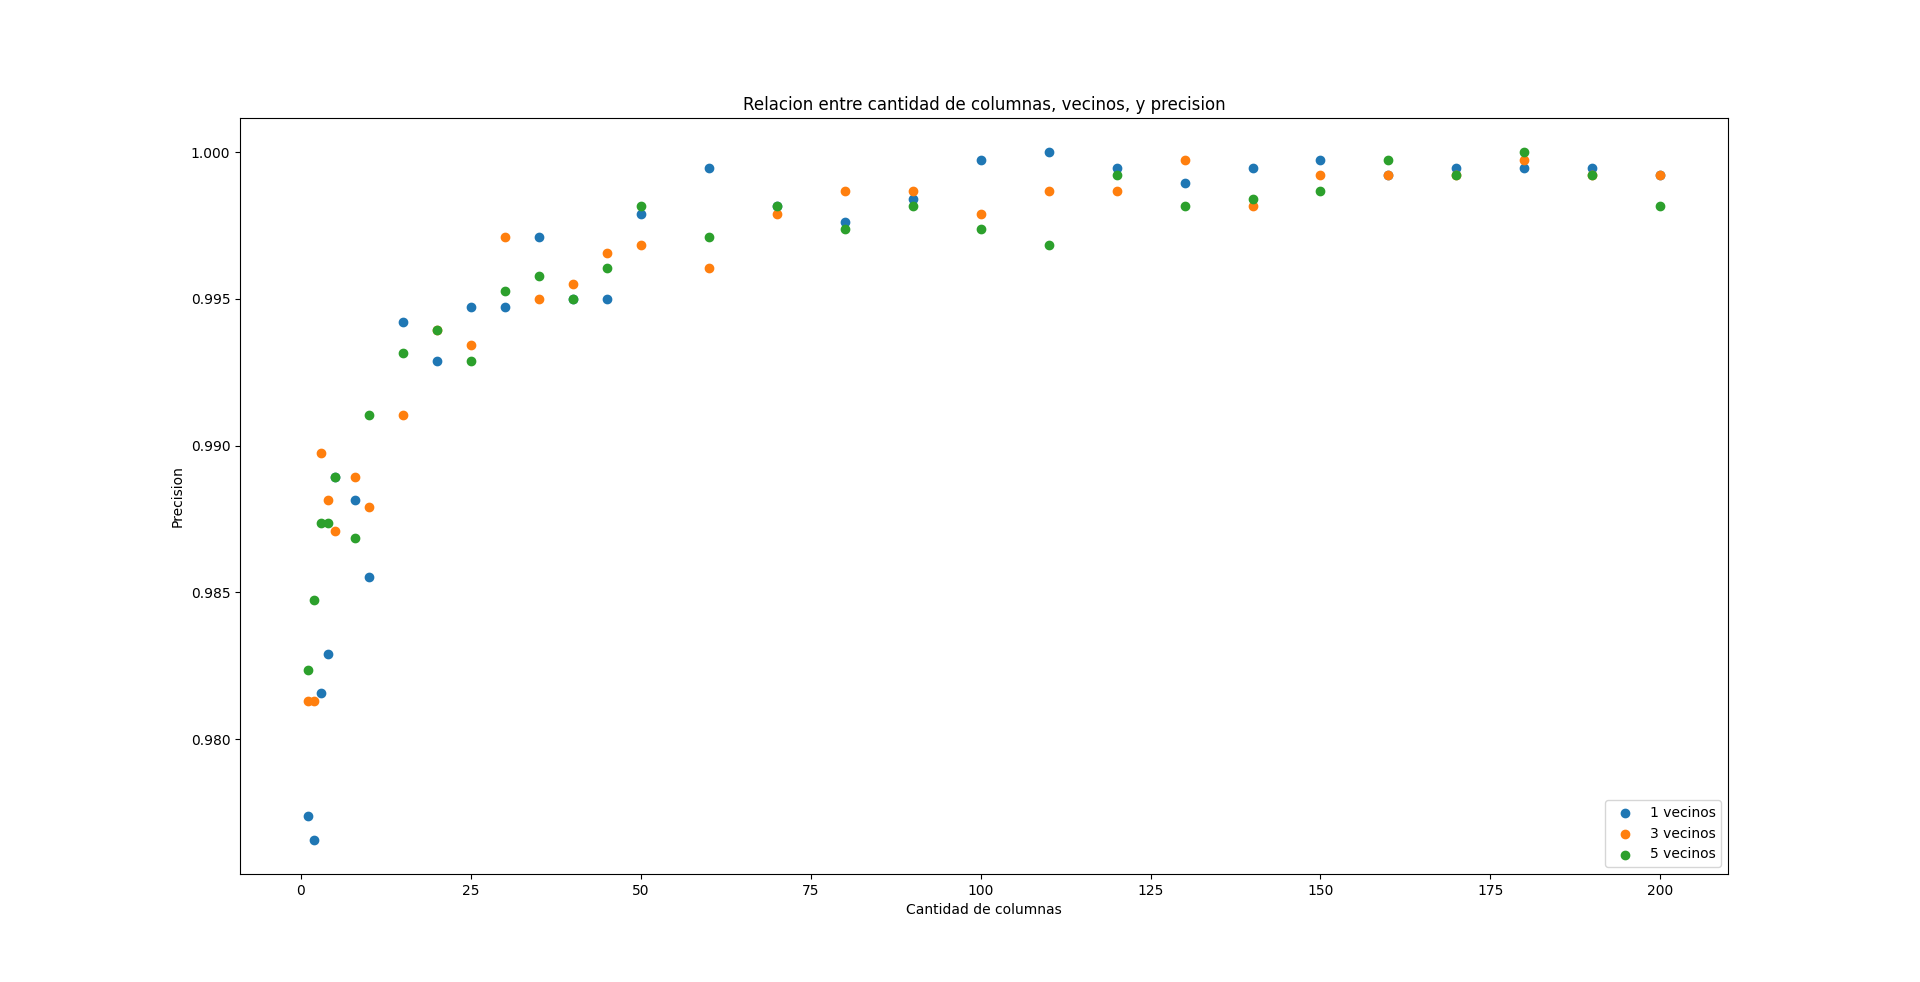 Relacion entre cantidad de columnas, vecinos, y precision
1.000
0.995
0.990
0.985
0.980
Precision
0 25 50 75 100 125 150 175 200
Cantidad de columnas
1 vecinos
3 vecinos
5 vecinos